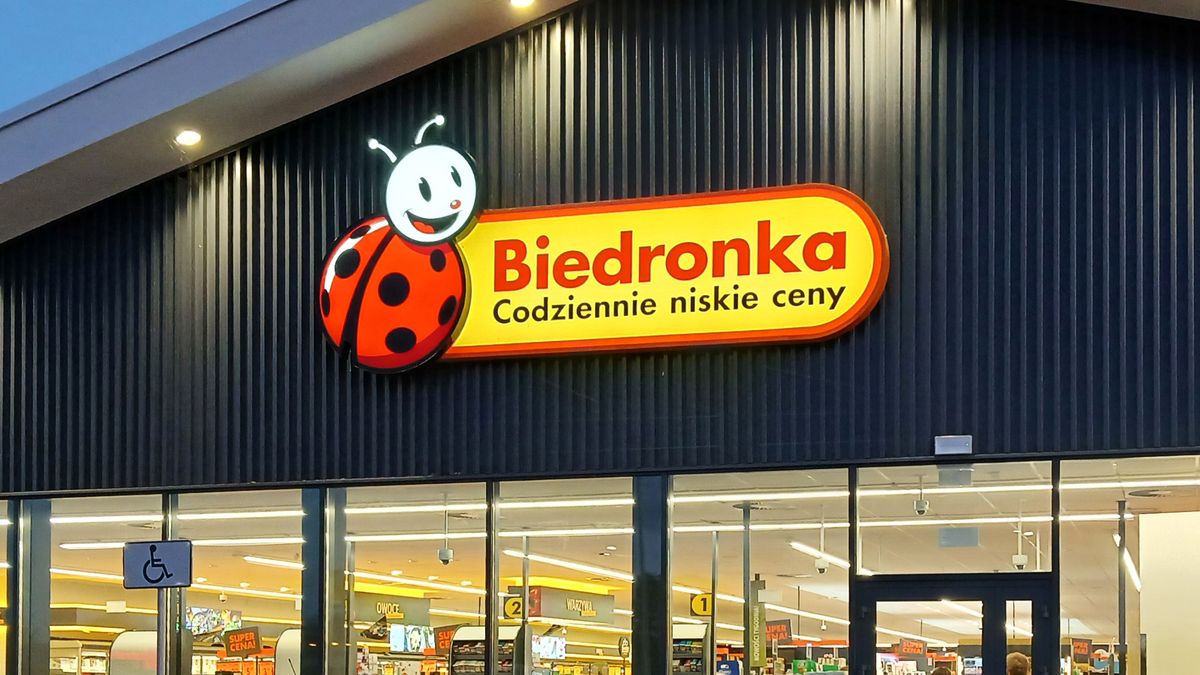 Biedronka
Codziennie niskie ceny
OWOCE
2
WARZYWA
1
SUPER
CENA!